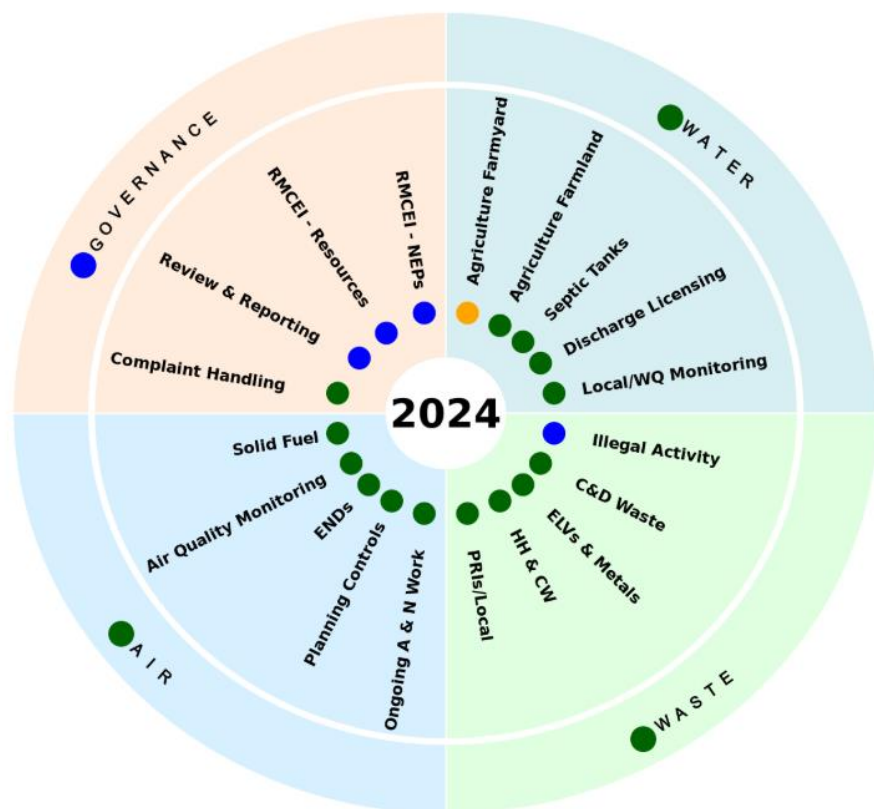 GOVERNANCE
RMCEI - NEPs
RMCEI - Resources
Review & Reporting
Complaint Handling
WATER
Agriculture Farmyard
Agriculture Farmland
Septic Tanks
Discharge Licensing
Local/WQ Monitoring
2024
AIR
Solid Fuel
Air Quality Monitoring
ENDs
Planning Controls
Ongoing A & N Work
WASTE
Illegal Activity
C&D Waste
ELVs & Metals
HH & CW
PRIs/Local